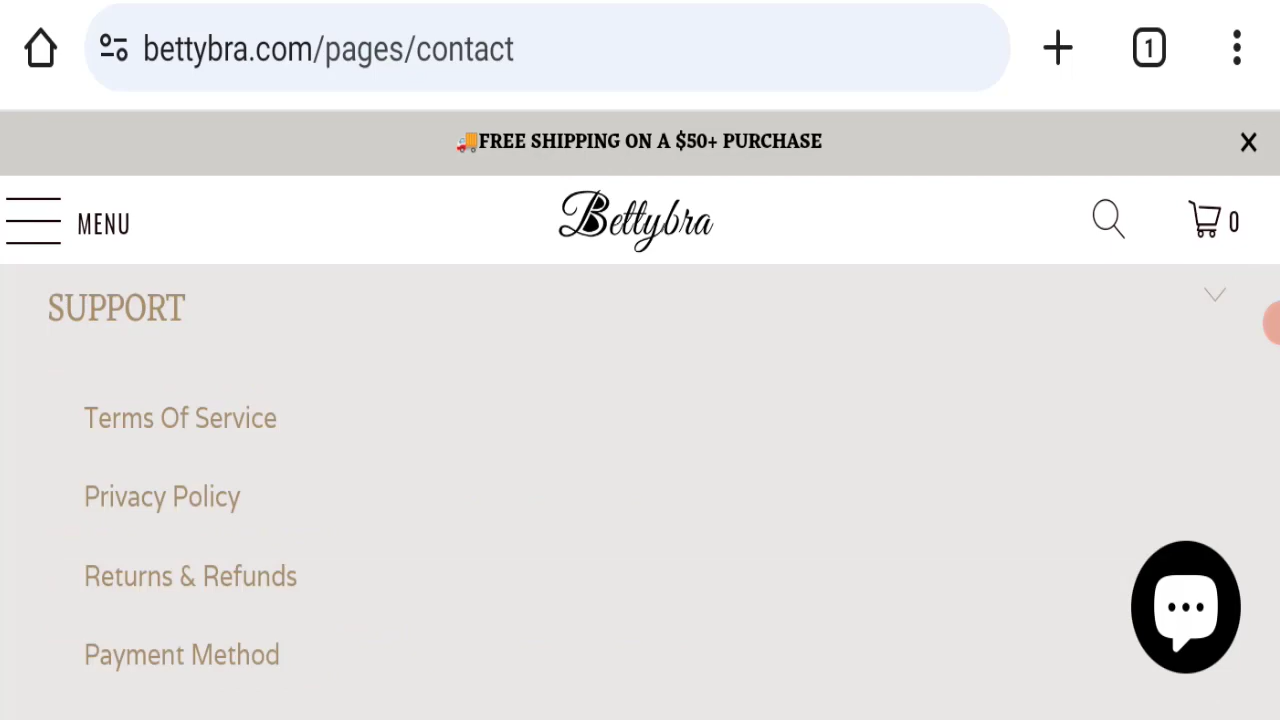 bettybra.com/pages/contact
1
🚚FREE SHIPPING ON A $50+ PURCHASE
X
MENU
Bettybra
0
SUPPORT
Terms Of Service
Privacy Policy
Returns & Refunds
Payment Method